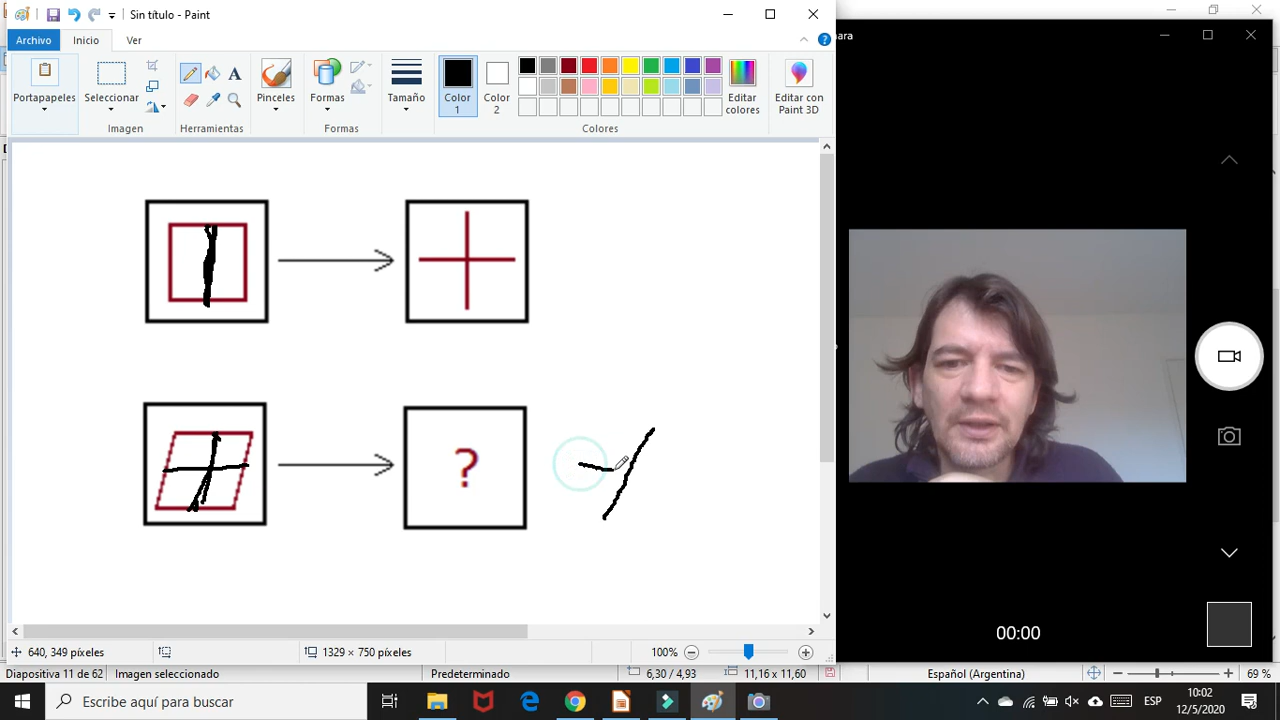 Sin título - Paint
Archivo
Inicio
Ver
Portapapeles
Seleccionar
Imagen
Herramientas
Pinceles
Formas
Formas
Tamaño
Color
1
Color
2
Editar
colores
Colores
Editar con
Paint 3D
ara
?
00:00
640, 349 píxeles
1329 × 750 píxeles
100%
Diapositiva 11 de 62
Imagen seleccionado
Predeterminado
6,30 / 4,93
11,16 x 11,60
Español (Argentina)
69 %
Escribe aquí para buscar
ESP
10:02
12/5/2020